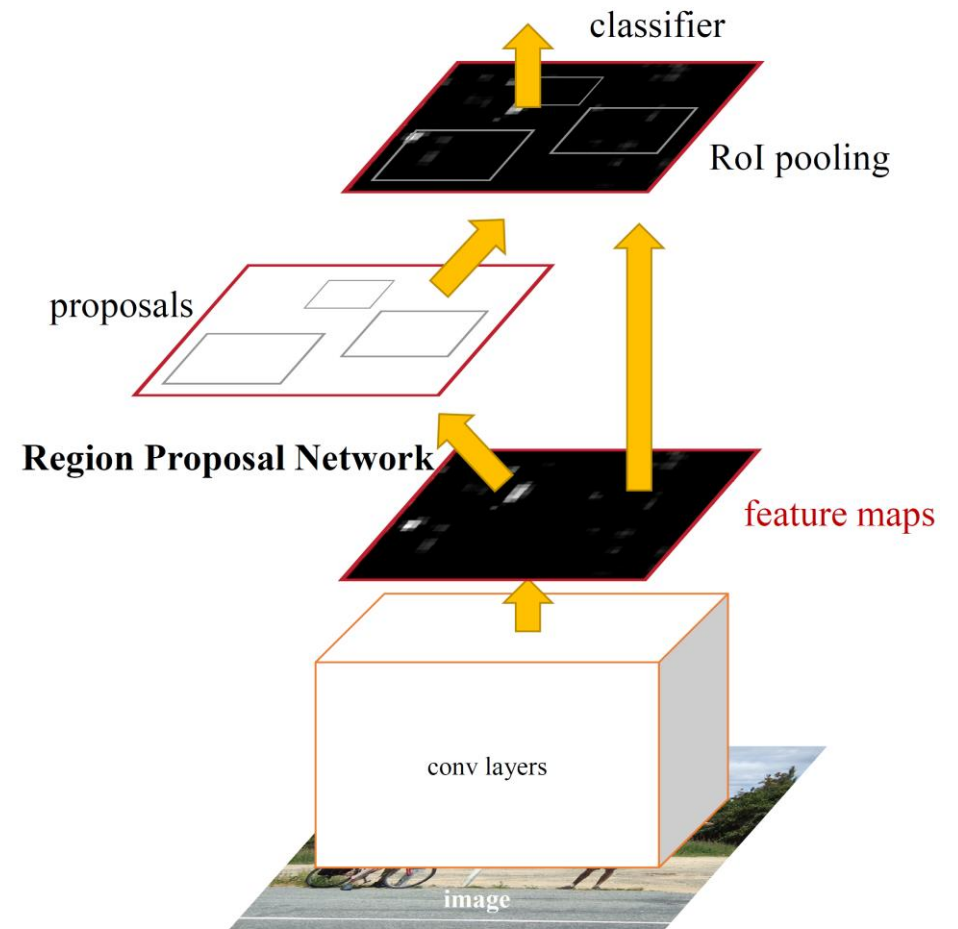 classifier
RoI pooling
proposals
Region Proposal Network
feature maps
conv layers
image